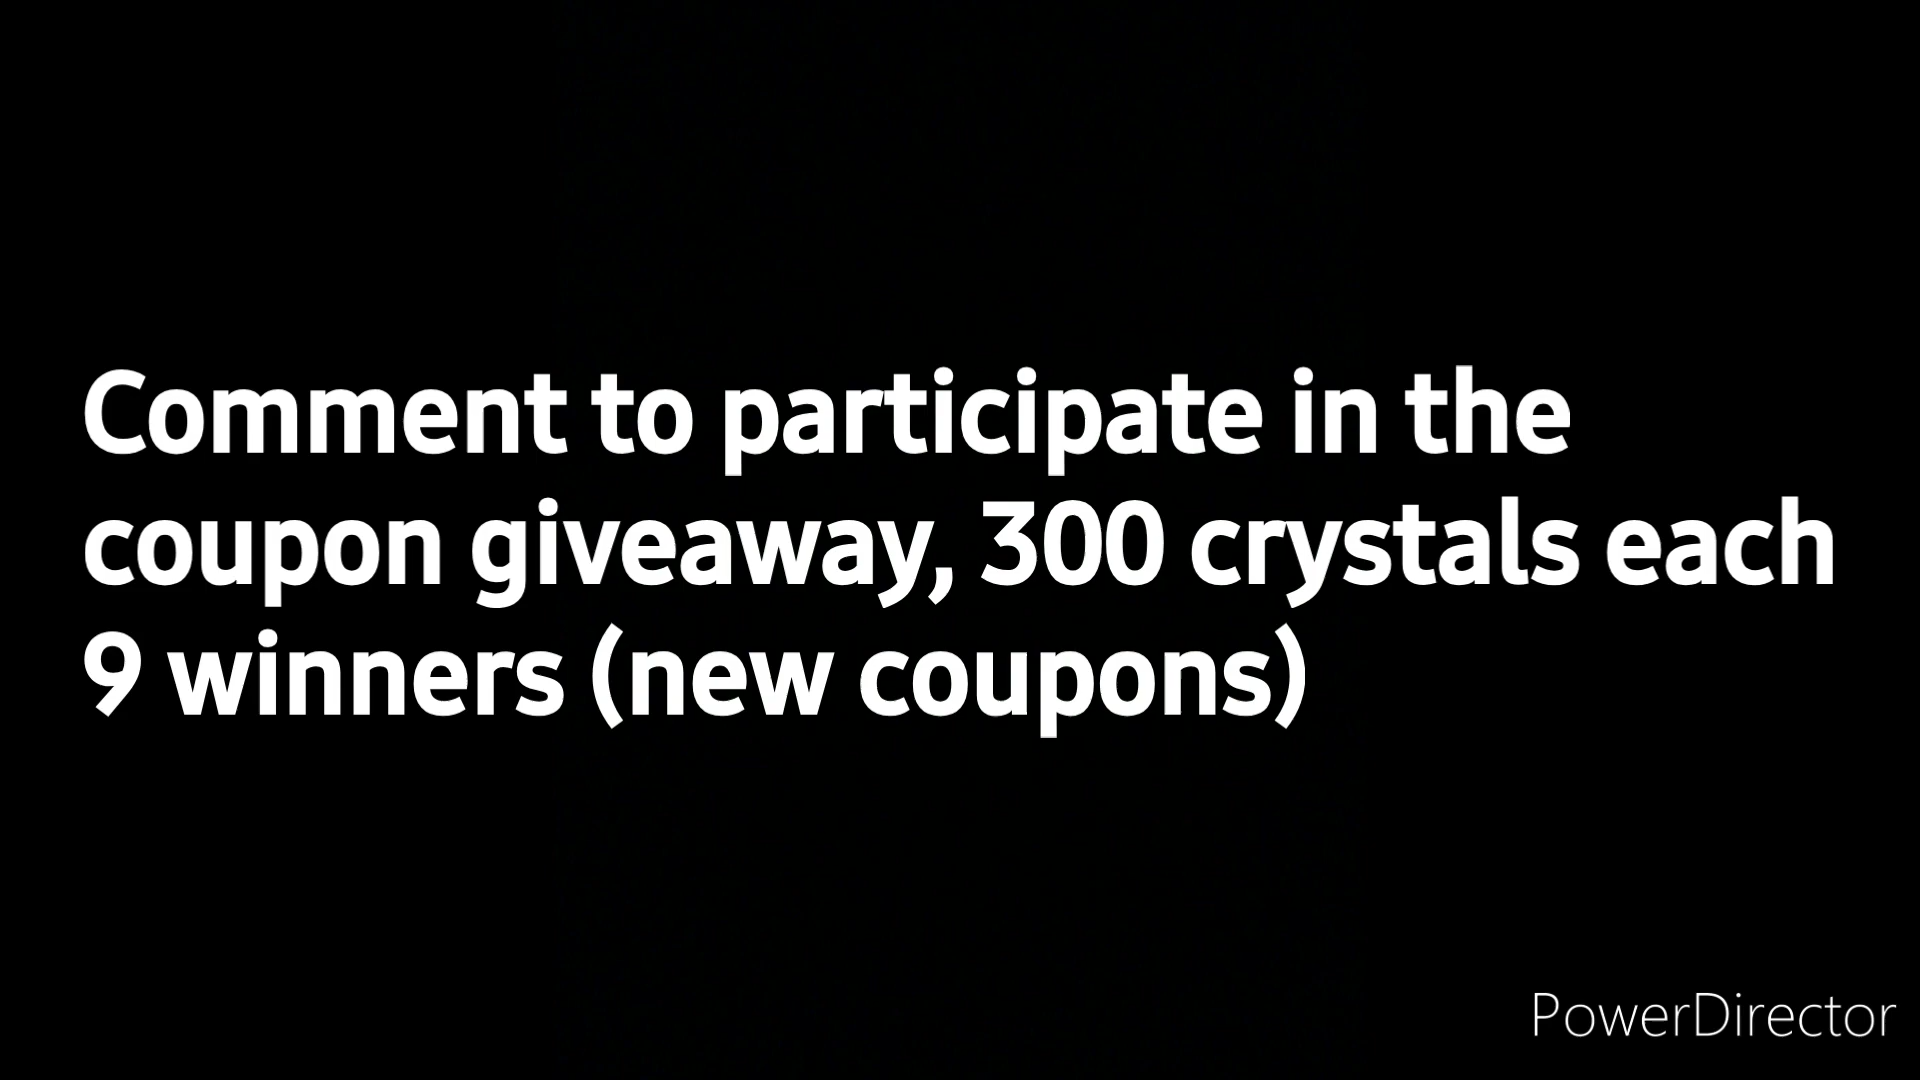 Comment to participate in the
coupon giveaway, 300 crystals each
9 winners (new coupons)
PowerDirector